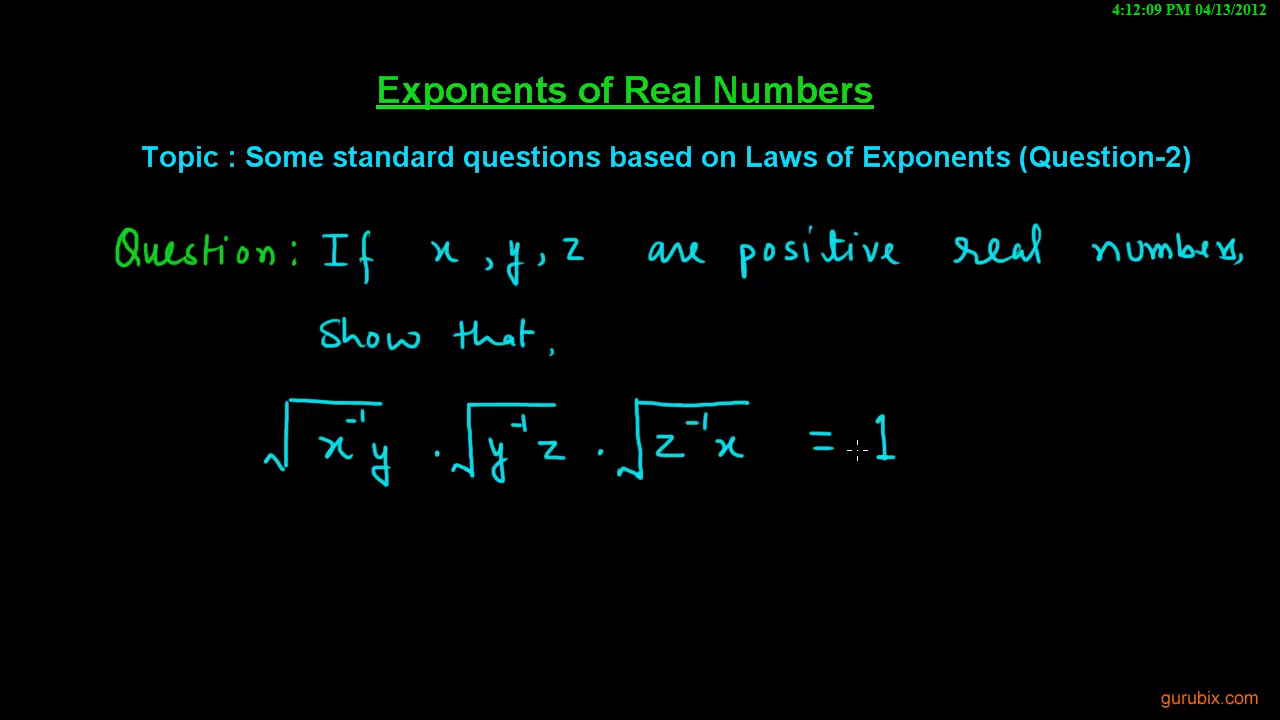 4:12:09 PM 04/13/2012
Exponents of Real Numbers
Topic : Some standard questions based on Laws of Exponents (Question-2)
Question: If x, y, z are positive real numbers,
Show that,
√(x⁻¹y) · √(y⁻¹z) · √(z⁻¹x) = 1
gurubix.com